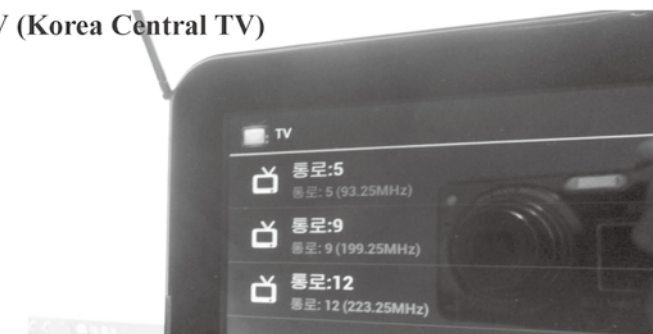 (Korea Central TV)
TV
통로:5
통로: 5 (93.25MHz)
통로:9
통로: 9 (199.25MHz)
통로:12
통로: 12 (223.25MHz)